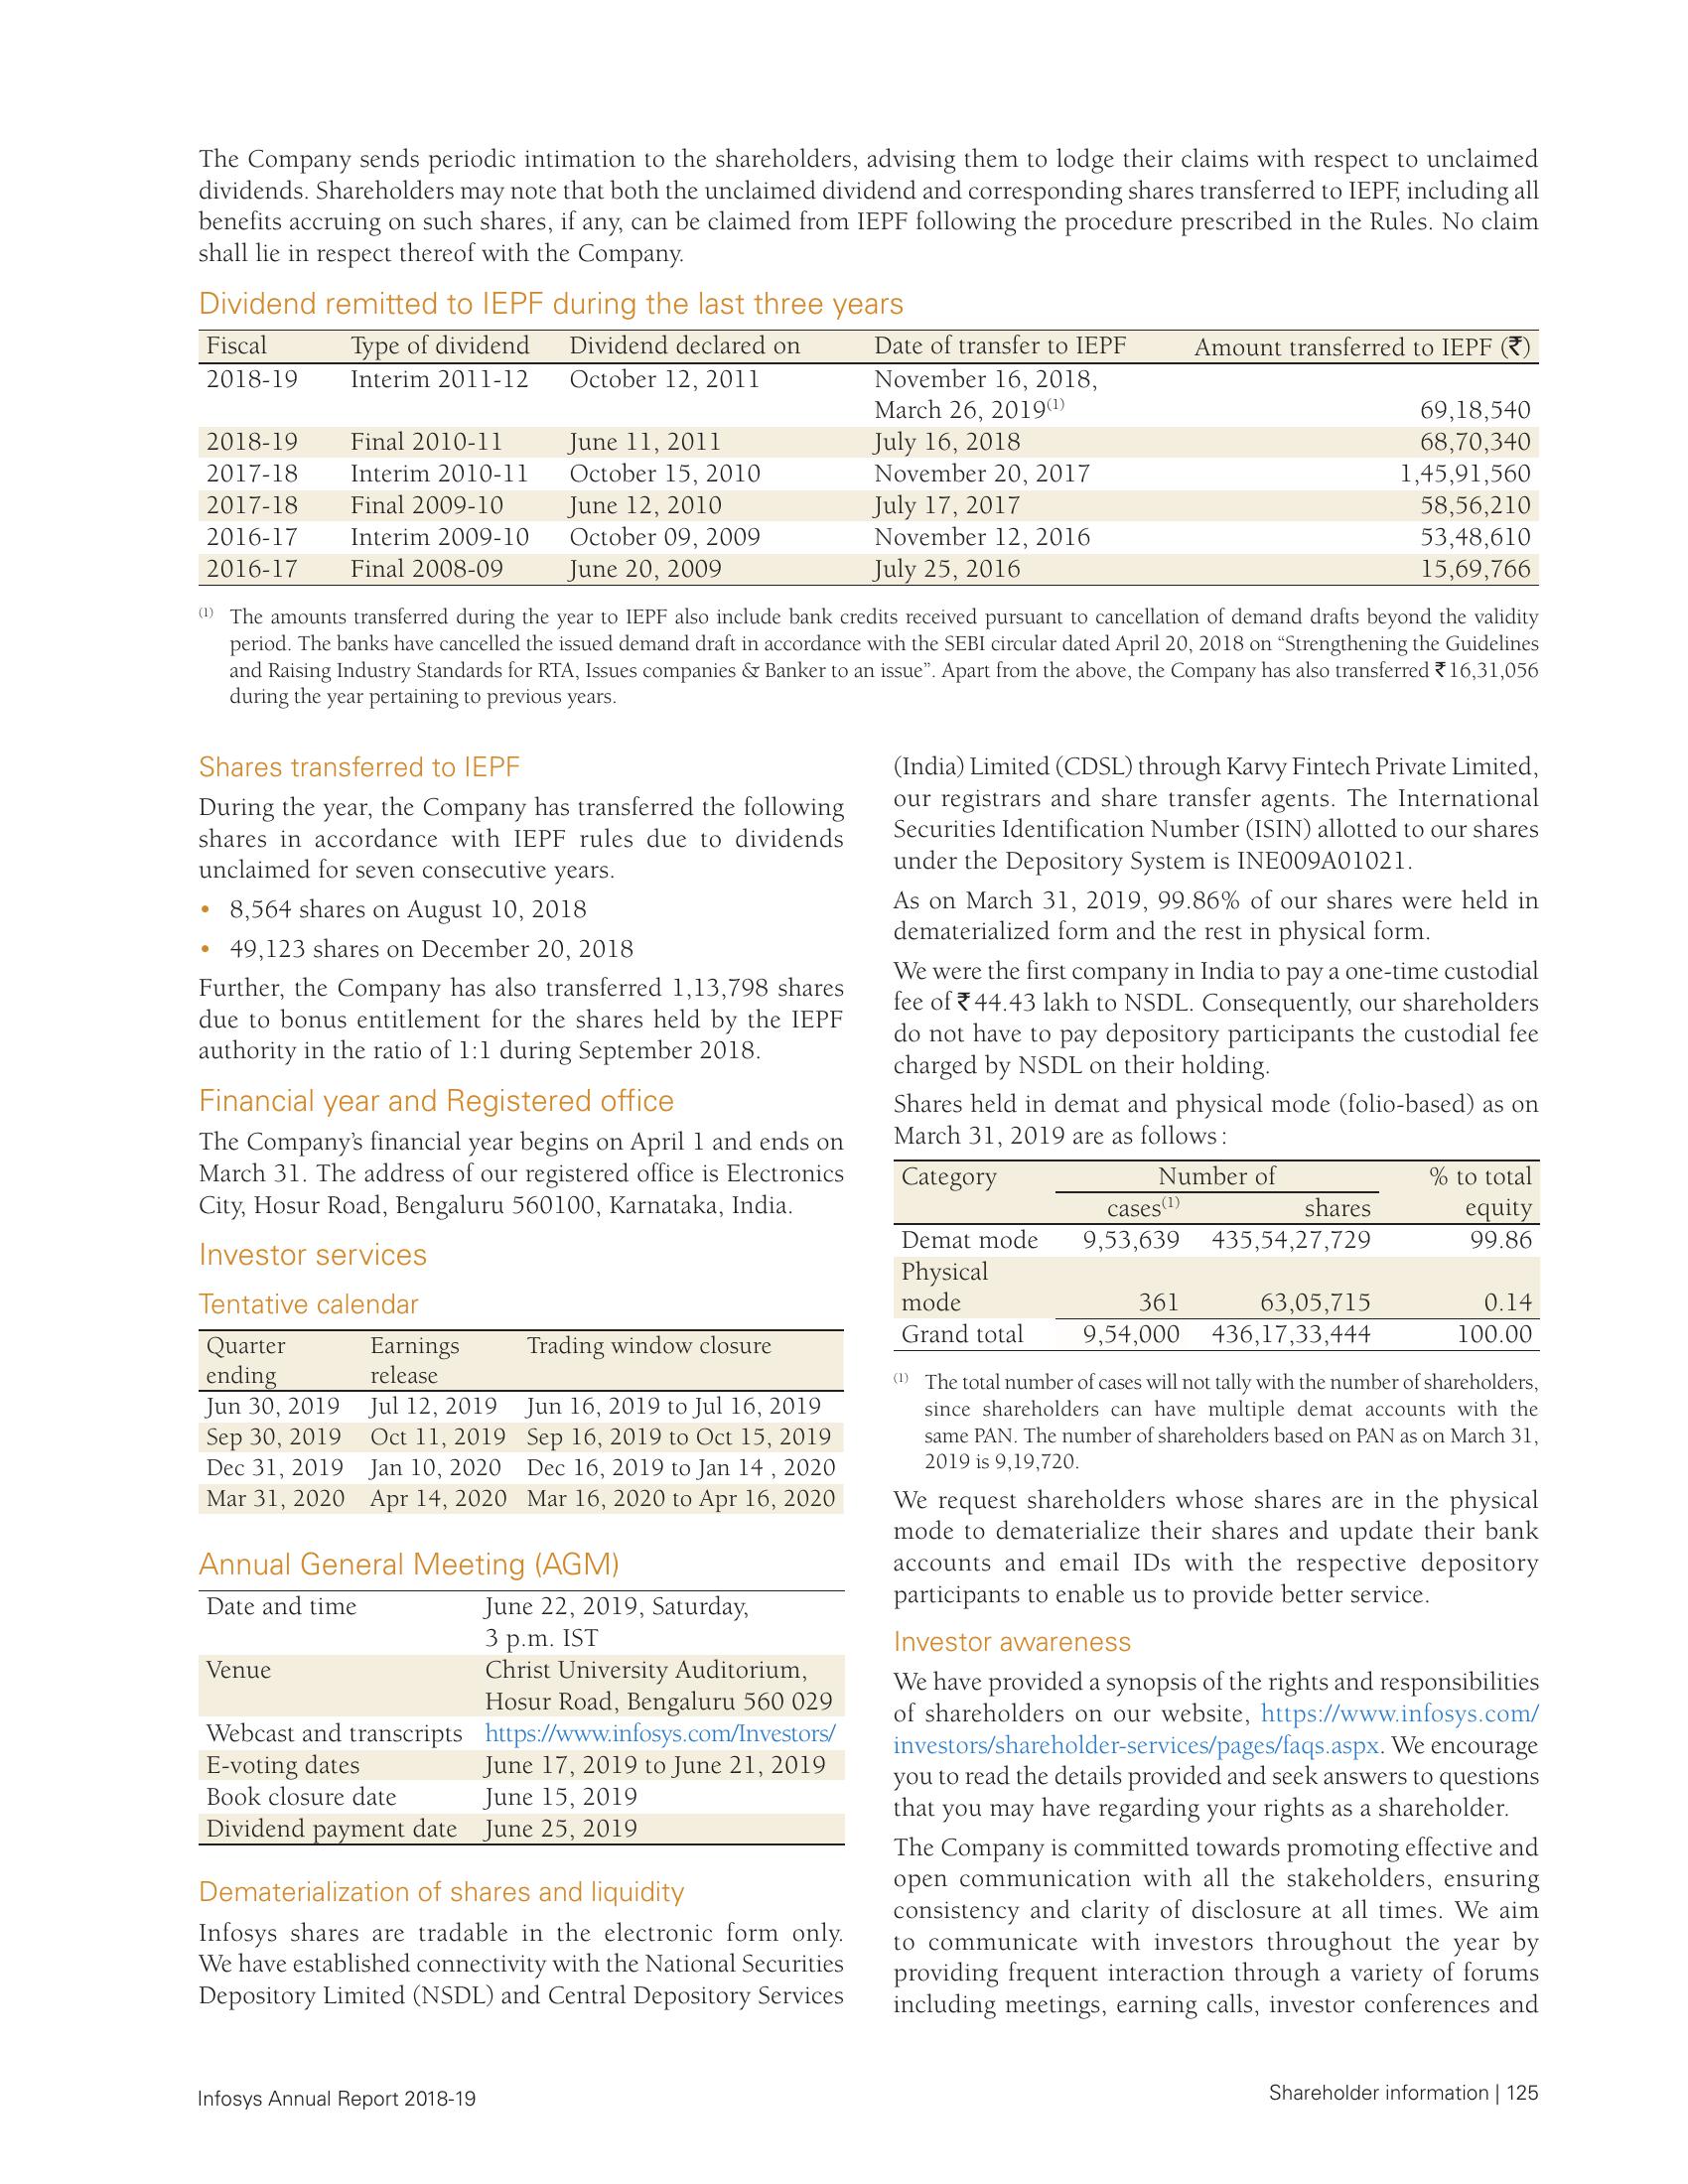 The Company sends periodic intimation to the shareholders, advising them to lodge their claims with respect to unclaimed
dividends. Shareholders may note that both the unclaimed dividend and corresponding shares transferred to IEPF, including all
benefits accruing on such shares, if any, can be claimed from IEPF following the procedure prescribed in the Rules. No claim
shall lie in respect thereof with the Company.
Dividend remitted to IEPF during the last three years
Fiscal Type of dividend Dividend declared on Date of transfer to IEPF Amount transferred to IEPF (₹)
2018-19 Interim 2011-12 October 12, 2011 November 16, 2018,
March 26, 2019(1) 69,18,540
2018-19 Final 2010-11 June 11, 2011 July 16, 2018 68,70,340
2017-18 Interim 2010-11 October 15, 2010 November 20, 2017 1,45,91,560
2017-18 Final 2009-10 June 12, 2010 July 17, 2017 58,56,210
2016-17 Interim 2009-10 October 09, 2009 November 12, 2016 53,48,610
2016-17 Final 2008-09 June 20, 2009 July 25, 2016 15,69,766
(1) The amounts transferred during the year to IEPF also include bank credits received pursuant to cancellation of demand drafts beyond the validity
period. The banks have cancelled the issued demand draft in accordance with the SEBI circular dated April 20, 2018 on “Strengthening the Guidelines
and Raising Industry Standards for RTA, Issues companies & Banker to an issue”. Apart from the above, the Company has also transferred ₹ 16,31,056
during the year pertaining to previous years.
Shares transferred to IEPF
During the year, the Company has transferred the following
shares in accordance with IEPF rules due to dividends
unclaimed for seven consecutive years.
• 8,564 shares on August 10, 2018
• 49,123 shares on December 20, 2018
Further, the Company has also transferred 1,13,798 shares
due to bonus entitlement for the shares held by the IEPF
authority in the ratio of 1:1 during September 2018.
Financial year and Registered office
The Company’s financial year begins on April 1 and ends on
March 31. The address of our registered office is Electronics
City, Hosur Road, Bengaluru 560100, Karnataka, India.
Investor services
Tentative calendar
Quarter Earnings Trading window closure
ending release
Jun 30, 2019 Jul 12, 2019 Jun 16, 2019 to Jul 16, 2019
Sep 30, 2019 Oct 11, 2019 Sep 16, 2019 to Oct 15, 2019
Dec 31, 2019 Jan 10, 2020 Dec 16, 2019 to Jan 14 , 2020
Mar 31, 2020 Apr 14, 2020 Mar 16, 2020 to Apr 16, 2020
Annual General Meeting (AGM)
Date and time June 22, 2019, Saturday,
3 p.m. IST
Venue Christ University Auditorium,
Hosur Road, Bengaluru 560 029
Webcast and transcripts https://www.infosys.com/Investors/
E-voting dates June 17, 2019 to June 21, 2019
Book closure date June 15, 2019
Dividend payment date June 25, 2019
Dematerialization of shares and liquidity
Infosys shares are tradable in the electronic form only.
We have established connectivity with the National Securities
Depository Limited (NSDL) and Central Depository Services
(India) Limited (CDSL) through Karvy Fintech Private Limited,
our registrars and share transfer agents. The International
Securities Identification Number (ISIN) allotted to our shares
under the Depository System is INE009A01021.
As on March 31, 2019, 99.86% of our shares were held in
dematerialized form and the rest in physical form.
We were the first company in India to pay a one-time custodial
fee of ₹ 44.43 lakh to NSDL. Consequently, our shareholders
do not have to pay depository participants the custodial fee
charged by NSDL on their holding.
Shares held in demat and physical mode (folio-based) as on
March 31, 2019 are as follows :
Category Number of % to total
cases(1) shares equity
Demat mode 9,53,639 435,54,27,729 99.86
Physical
mode 361 63,05,715 0.14
Grand total 9,54,000 436,17,33,444 100.00
(1) The total number of cases will not tally with the number of shareholders,
since shareholders can have multiple demat accounts with the
same PAN. The number of shareholders based on PAN as on March 31,
2019 is 9,19,720.
We request shareholders whose shares are in the physical
mode to dematerialize their shares and update their bank
accounts and email IDs with the respective depository
participants to enable us to provide better service.
Investor awareness
We have provided a synopsis of the rights and responsibilities
of shareholders on our website, https://www.infosys.com/
investors/shareholder-services/pages/faqs.aspx. We encourage
you to read the details provided and seek answers to questions
that you may have regarding your rights as a shareholder.
The Company is committed towards promoting effective and
open communication with all the stakeholders, ensuring
consistency and clarity of disclosure at all times. We aim
to communicate with investors throughout the year by
providing frequent interaction through a variety of forums
including meetings, earning calls, investor conferences and
Infosys Annual Report 2018-19
Shareholder information | 125